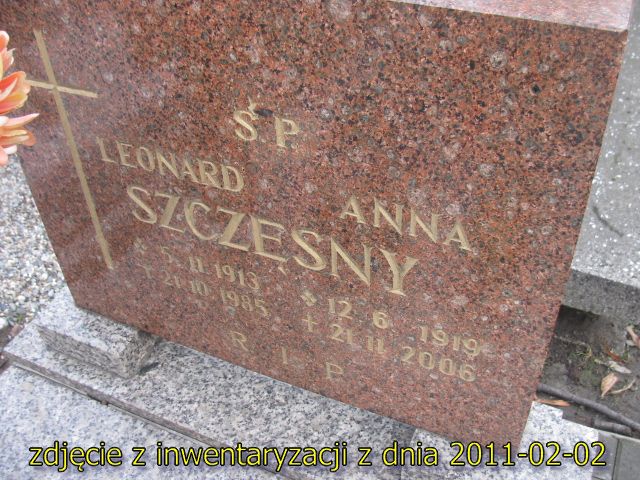 Ś.P.
LEONARD ANNA
SZCZĘSNY
* 5.11.1913 * 12.6.1919
+ 21.10.1985 + 21.11.2006
R I P
zdjęcie z inwentaryzacji z dnia 2011-02-02